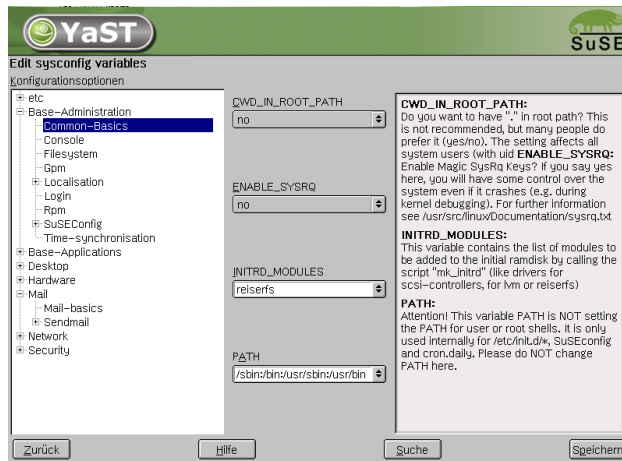 YaST
SuSE
Edit sysconfig variables
Konfigurationsoptionen
etc
Base-Administration
Common-Basics
Console
Filesystem
Gpm
Localisation
Login
Rpm
SuSEConfig
Time-synchronisation
Base-Applications
Desktop
Hardware
Mail
Mail-basics
Sendmail
Network
Security
CWD_IN_ROOT_PATH
no
ENABLE_SYSRQ
no
INITRD_MODULES
reiserfs
PATH
/sbin:/bin:/usr/sbin:/usr/bin
CWD_IN_ROOT_PATH:
Do you want to have "." in root path? This
is not recommended, but many people do
prefer it (yes/no). The setting affects all
system users (with uid ENABLE_SYSRQ:
Enable Magic SysRq Keys? If you say yes
here, you will have some control over the
system even if it crashes (e.g. during
kernel debugging). For further information
see /usr/src/linux/Documentation/sysrq.txt
INITRD_MODULES:
This variable contains the list of modules to
be added to the initial ramdisk by calling the
script "mk_initrd" (like drivers for
scsi-controllers, for lvm or reiserfs)
PATH:
Attention! This variable PATH is NOT setting
the PATH for user or root shells. It is only
used internally for /etc/init.d/*, SuSEconfig
and cron.daily. Please do NOT change
PATH here.
Zurück
Hilfe
Suche
Speichern